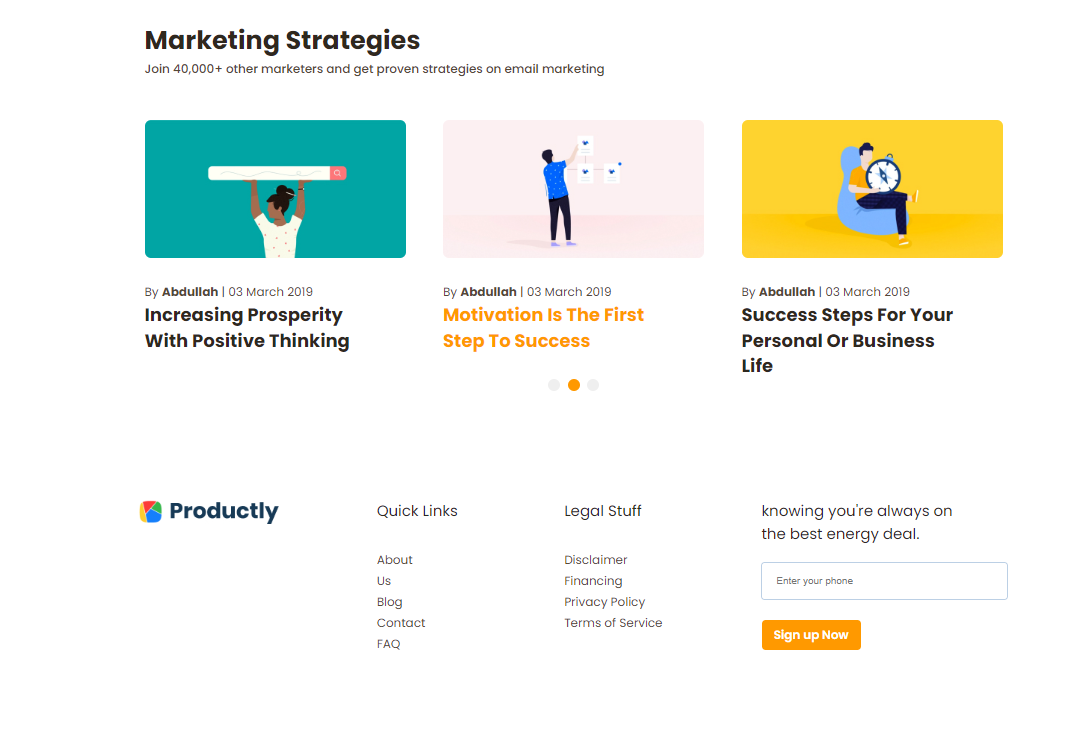 Marketing Strategies
Join 40,000+ other marketers and get proven strategies on email marketing
By Abdullah | 03 March 2019
Increasing Prosperity
With Positive Thinking
By Abdullah | 03 March 2019
Motivation Is The First
Step To Success
By Abdullah | 03 March 2019
Success Steps For Your
Personal Or Business
Life
Productly
Quick Links
About
Us
Blog
Contact
FAQ
Legal Stuff
Disclaimer
Financing
Privacy Policy
Terms of Service
knowing you're always on
the best energy deal.
Enter your phone
Sign up Now